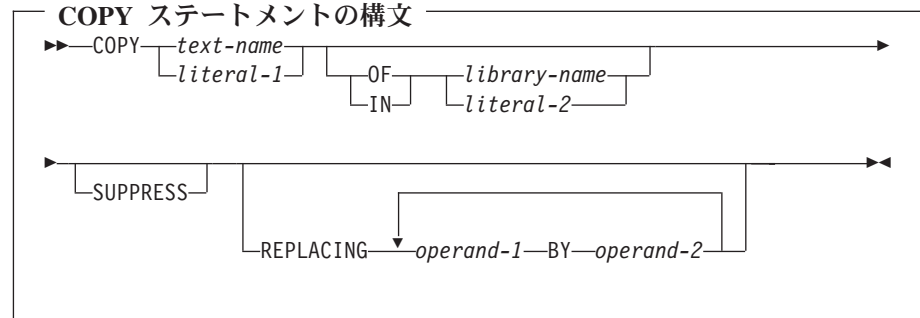 COPY ステートメントの構文
COPY text-name OF library-name
literal-1 IN literal-2
SUPPRESS
REPLACING operand-1 BY operand-2